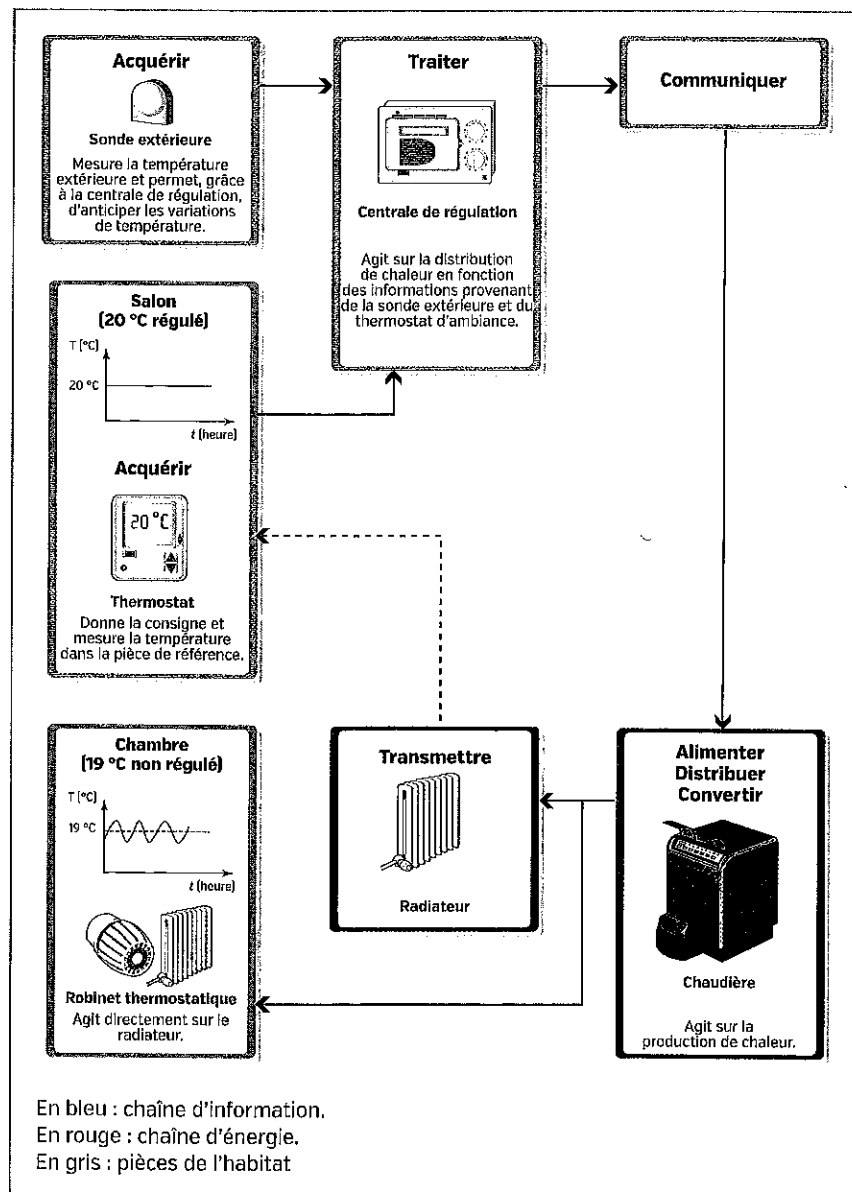 Acquérir
Sonde extérieure
Mesure la température
extérieure et permet, grâce
à la centrale de régulation,
d'anticiper les variations
de température.
Traiter
Centrale de régulation
Agit sur la distribution
de chaleur en fonction
des informations provenant
de la sonde extérieure et du
thermostat d'ambiance.
Communiquer
Salon
(20 °C régulé)
T (°C)
20 °C
t (heure)
Acquérir
20 °C
Thermostat
Donne la consigne et
mesure la température
dans la pièce de référence.
Chambre
(19 °C non régulé)
T (°C)
19 °C
t (heure)
Robinet thermostatique
Agit directement sur le
radiateur.
Transmettre
Radiateur
Alimenter
Distribuer
Convertir
Chaudière
Agit sur la
production de chaleur.
En bleu : chaîne d'information.
En rouge : chaîne d'énergie.
En gris : pièces de l'habitat